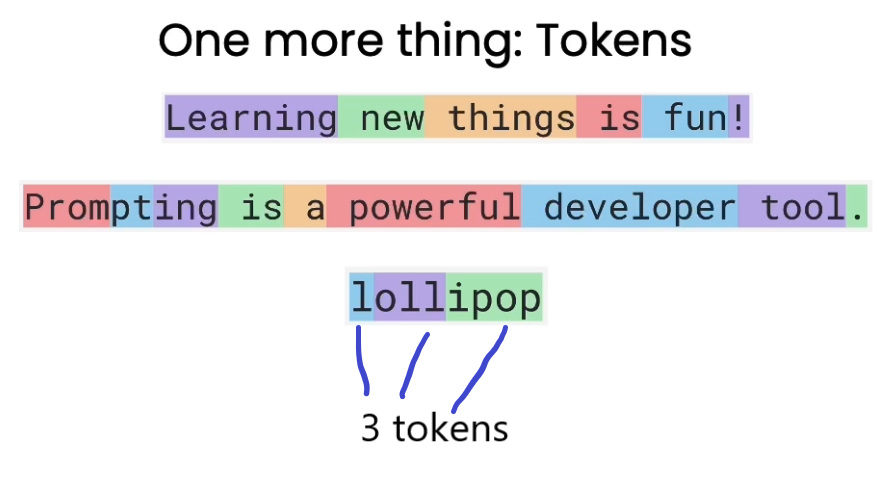 One more thing: Tokens
Learning new things is fun!
Prompting is a powerful developer tool.
lollipop
3 tokens